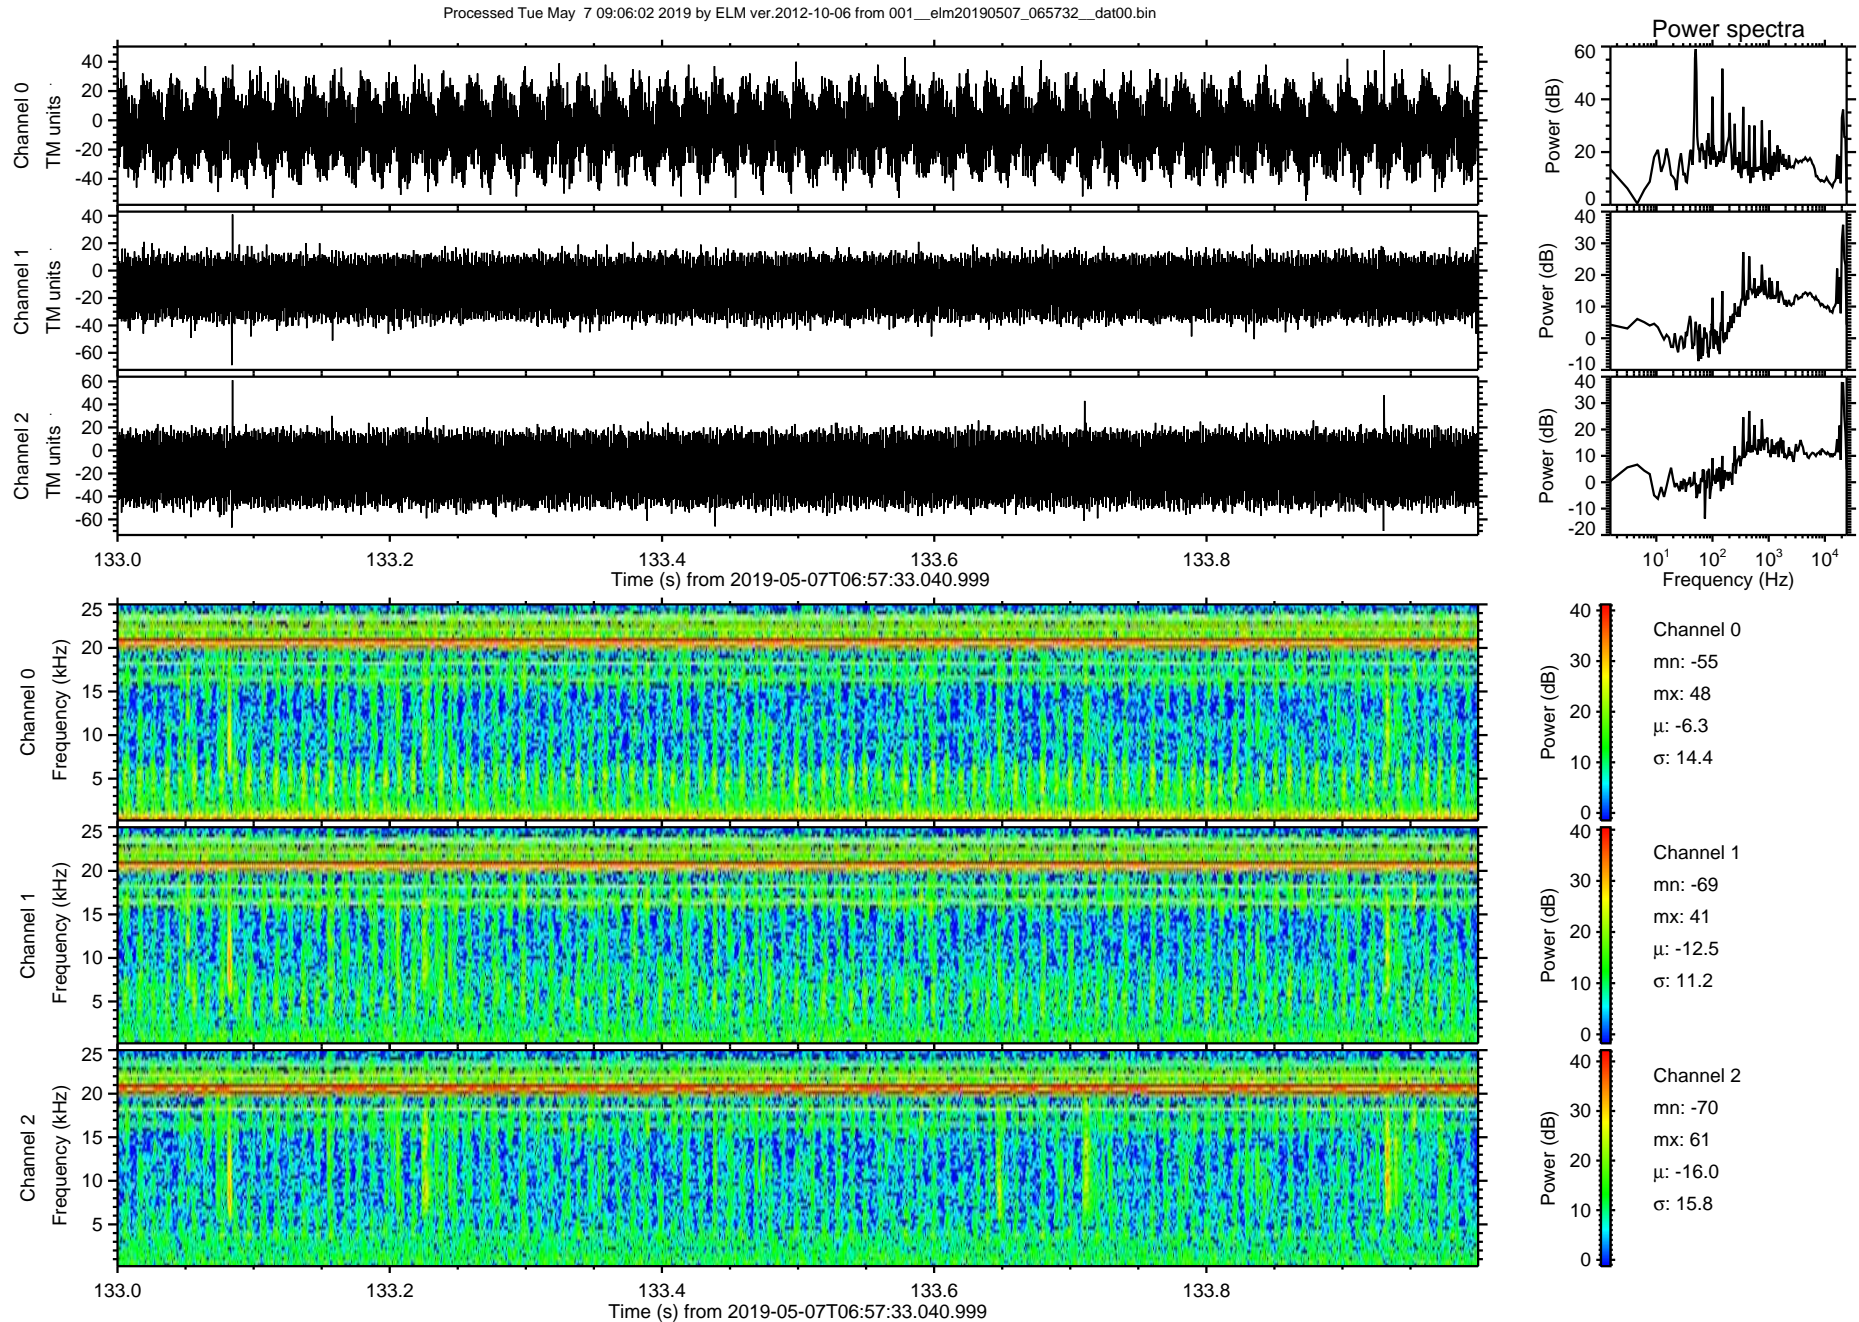 Processed Tue May  7 09:06:02 2019 by ELM ver.2012-10-06 from 001__elm20190507_065732__dat00.bin
Power spectra
Channel 0
TM units
40
20
0
-20
-40
Power (dB)
60
40
20
0
Channel 1
TM units
40
20
0
-20
-40
-60
Power (dB)
40
30
20
10
0
-10
Channel 2
TM units
60
40
20
0
-20
-40
-60
Power (dB)
40
30
20
10
0
-10
-20
133.0 133.2 133.4 133.6 133.8
Time (s) from 2019-05-07T06:57:33.040.999
10^1 10^2 10^3 10^4
Frequency (Hz)
Channel 0
Frequency (kHz)
25
20
15
10
5
Power (dB)
40
30
20
10
0
Channel 0
mn: -55
mx: 48
μ: -6.3
σ: 14.4
Channel 1
Frequency (kHz)
25
20
15
10
5
Power (dB)
40
30
20
10
0
Channel 1
mn: -69
mx: 41
μ: -12.5
σ: 11.2
Channel 2
Frequency (kHz)
25
20
15
10
5
Power (dB)
40
30
20
10
0
Channel 2
mn: -70
mx: 61
μ: -16.0
σ: 15.8
133.0 133.2 133.4 133.6 133.8
Time (s) from 2019-05-07T06:57:33.040.999